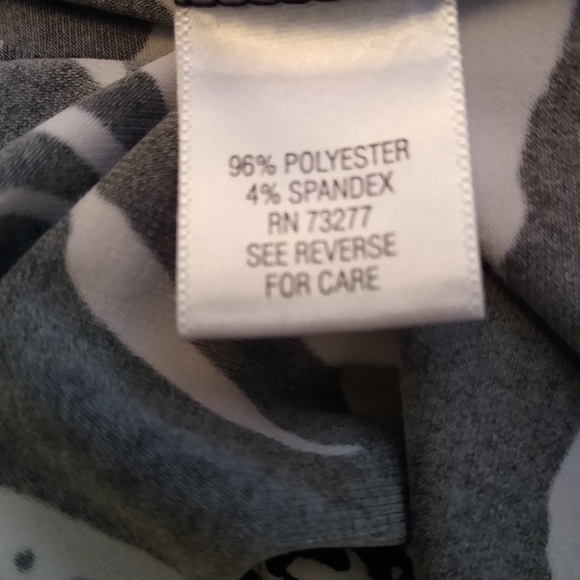 96% POLYESTER
4% SPANDEX
RN 73277
SEE REVERSE
FOR CARE